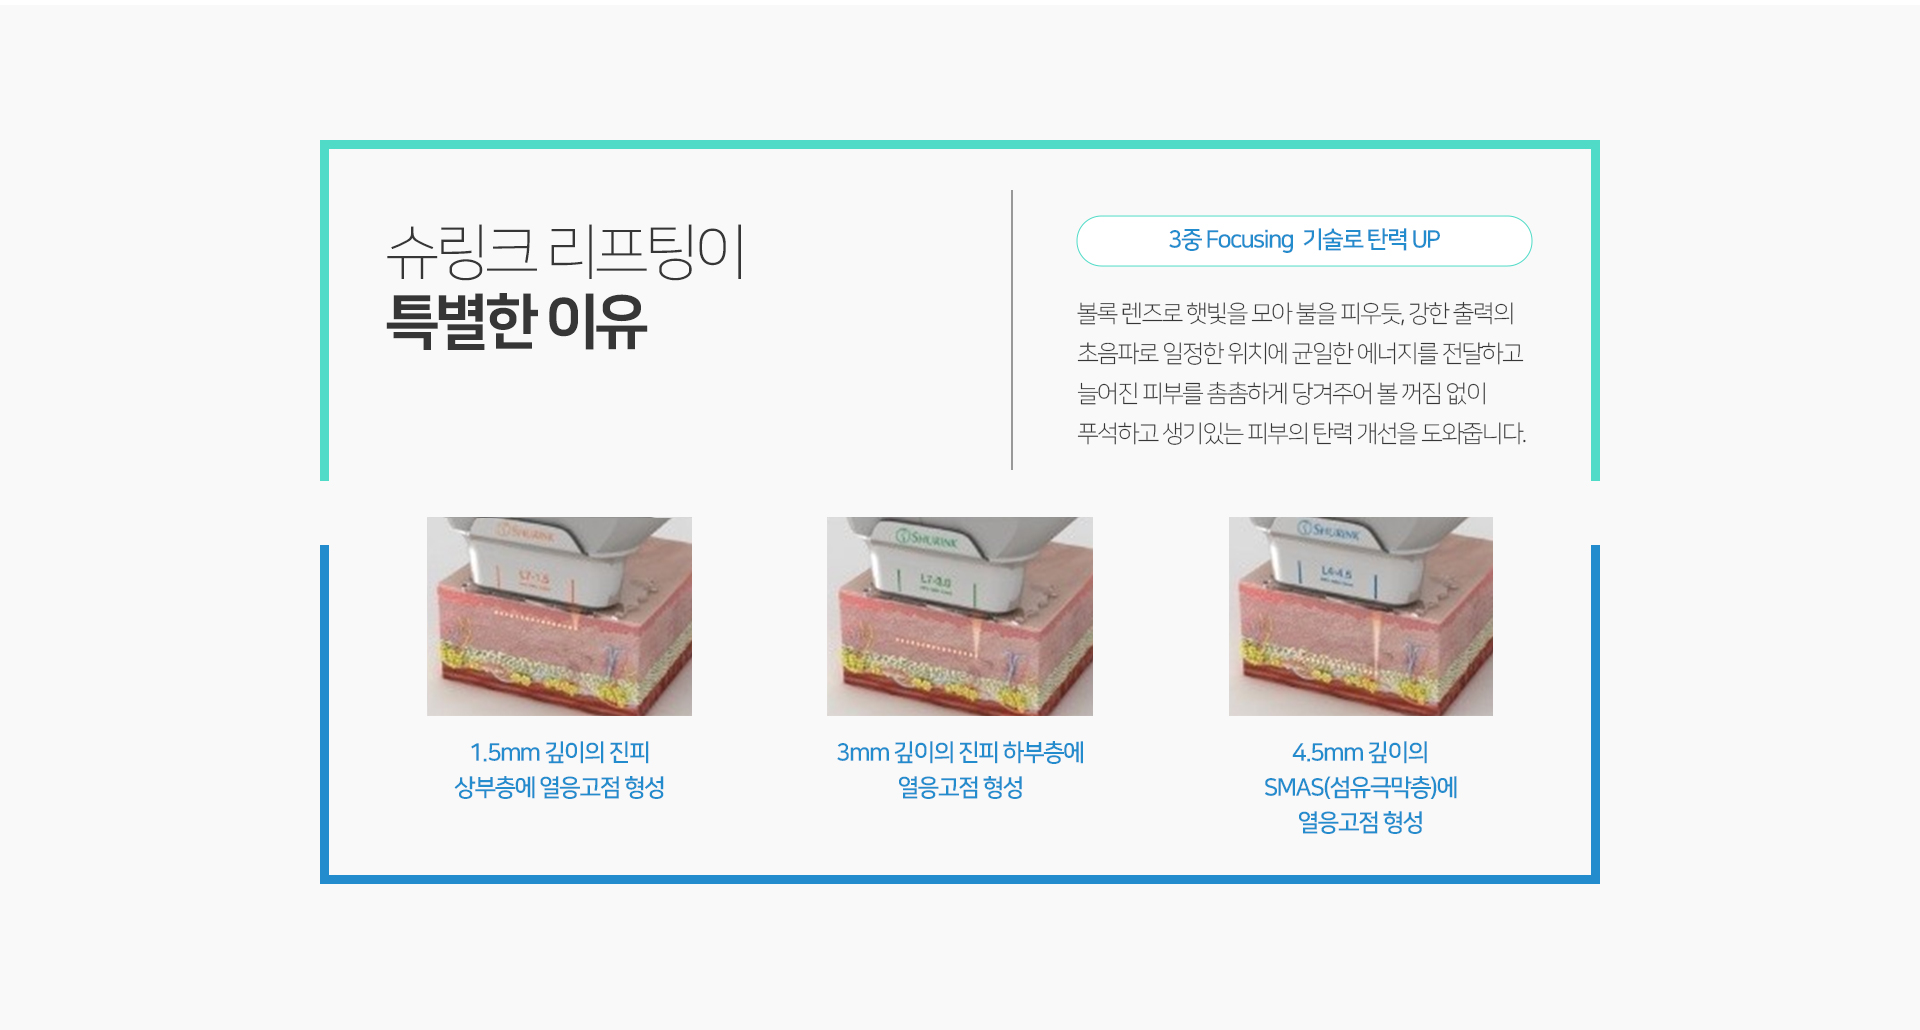 슈링크 리프팅이
특별한 이유
3중 Focusing 기술로 탄력 UP
볼록 렌즈로 햇빛을 모아 불을 피우듯, 강한 출력의
초음파로 일정한 위치에 균일한 에너지를 전달하고
늘어진 피부를 촘촘하게 당겨주어 볼 꺼짐 없이
푸석하고 생기있는 피부의 탄력 개선을 도와줍니다.
SHURINK
L7-1.5
SHURINK
L7-3.0
SHURINK
L4-4.5
1.5mm 깊이의 진피
상부층에 열응고점 형성
3mm 깊이의 진피 하부층에
열응고점 형성
4.5mm 깊이의
SMAS(섬유극막층)에
열응고점 형성